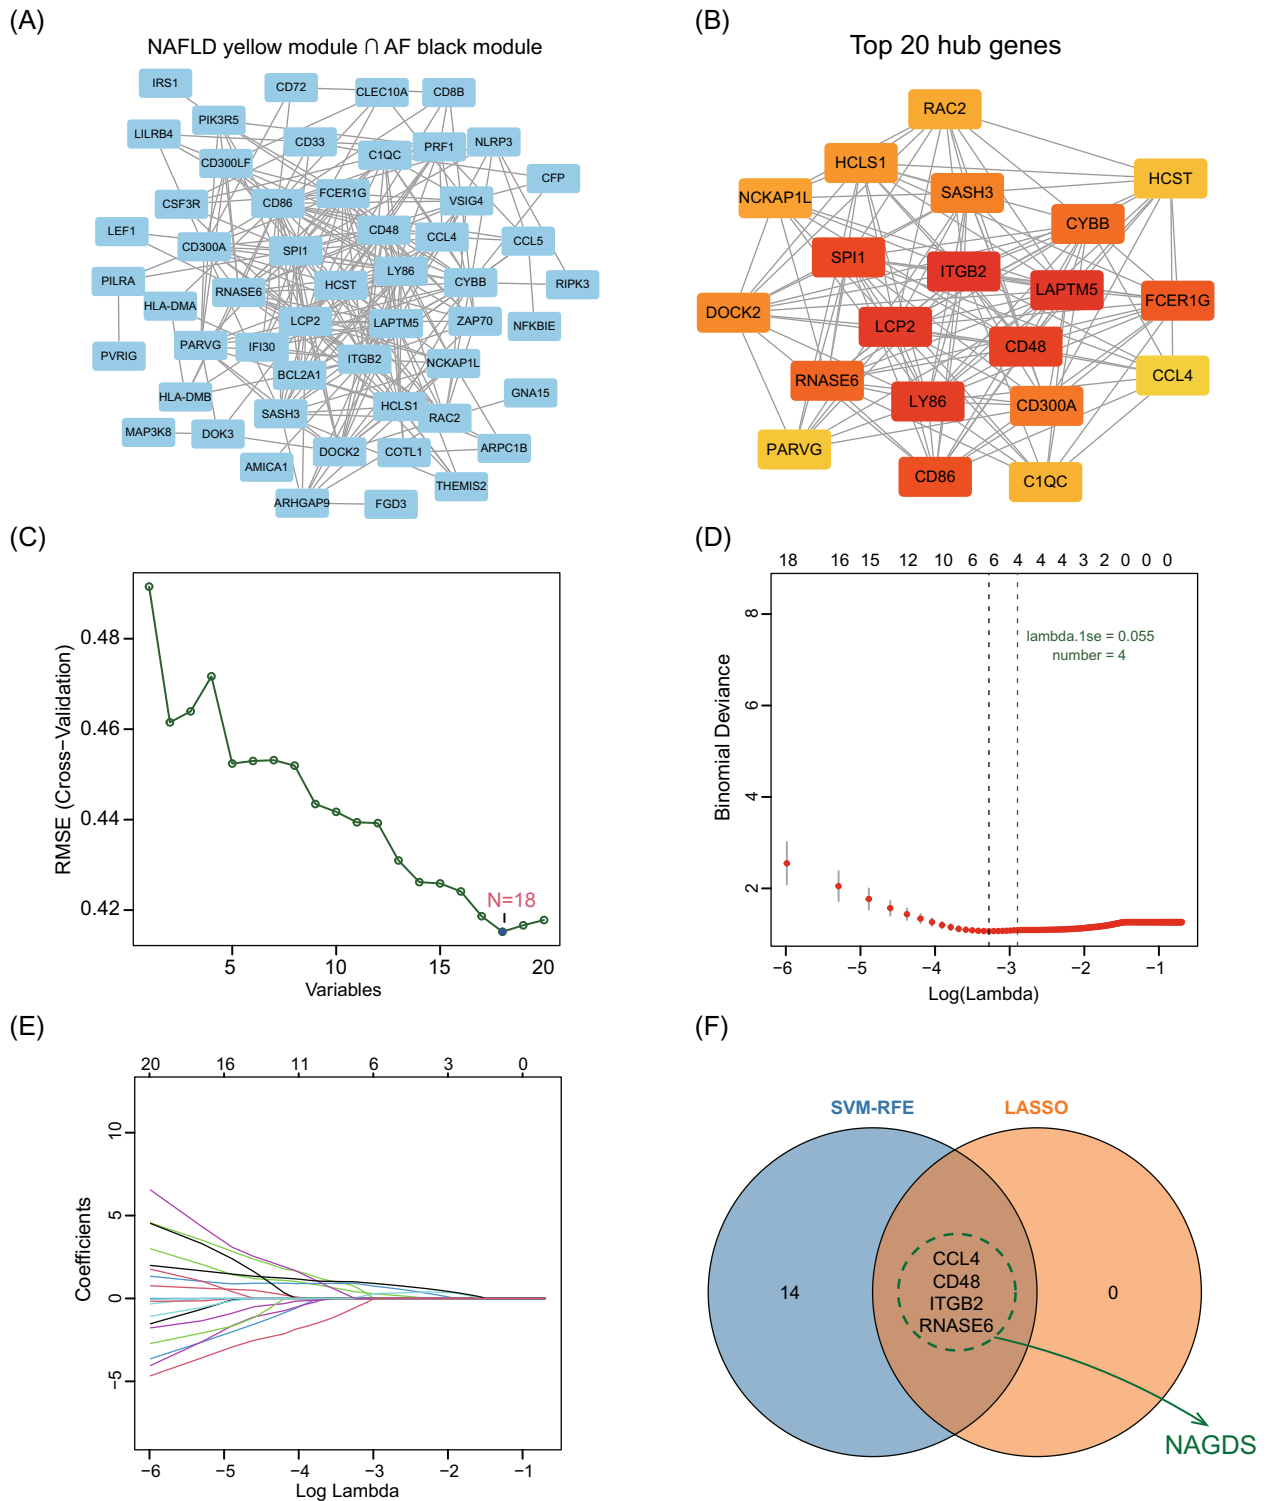 (A)
NAFLD yellow module ∩ AF black module
IRS1
CD72
CLEC10A
CD8B
PIK3R5
LILRB4
CD33
PRF1
NLRP3
C1QC
CD300LF
CFP
FCER1G
CSF3R
CD86
VSIG4
LEF1
CD48
CCL4
CCL5
CD300A
SPI1
LY86
PILRA
RNASE6
HCST
CYBB
RIPK3
HLA-DMA
LCP2
LAPTM5
ZAP70
NFKBIE
PVRIG
PARVG
IFI30
ITGB2
NCKAP1L
BCL2A1
HLA-DMB
GNA15
SASH3
HCLS1
RAC2
MAP3K8
DOK3
DOCK2
COTL1
ARPC1B
AMICA1
THEMIS2
ARHGAP9
FGD3
(B)
Top 20 hub genes
RAC2
HCLS1
HCST
NCKAP1L
SASH3
CYBB
SPI1
ITGB2
LAPTM5
FCER1G
DOCK2
LCP2
CD48
RNASE6
CCL4
LY86
CD300A
PARVG
CD86
C1QC
(C)
RMSE (Cross−Validation)
0.48
0.46
0.44
0.42
N=18
5 10 15 20
Variables
(D)
18 16 15 12 10 6 6 4 4 4 3 2 0 0 0
lambda.1se = 0.055
number = 4
Binomial Deviance
8
6
4
2
−6 −5 −4 −3 −2 −1
Log(Lambda)
(E)
20 16 11 6 3 0
Coefficients
10
5
0
−5
−6 −5 −4 −3 −2 −1
Log Lambda
(F)
SVM-RFE LASSO
CCL4
CD48
ITGB2
RNASE6
14
0
NAGDS